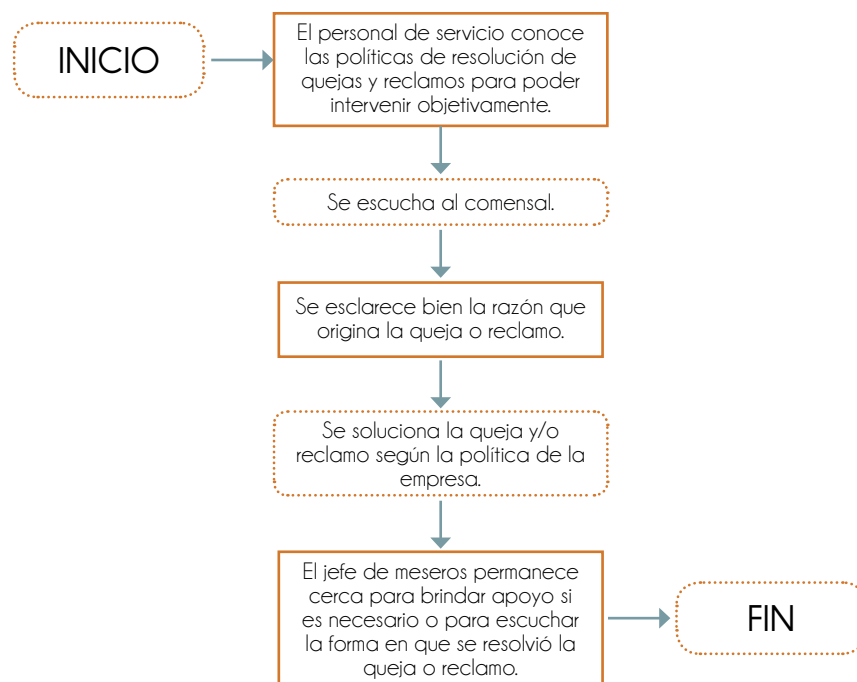 INICIO
El personal de servicio conoce
las políticas de resolución de
quejas y reclamos para poder
intervenir objetivamente.
Se escucha al comensal.
Se esclarece bien la razón que
origina la queja o reclamo.
Se soluciona la queja y/o
reclamo según la política de la
empresa.
El jefe de meseros permanece
cerca para brindar apoyo si
es necesario o para escuchar
la forma en que se resolvió la
queja o reclamo.
FIN